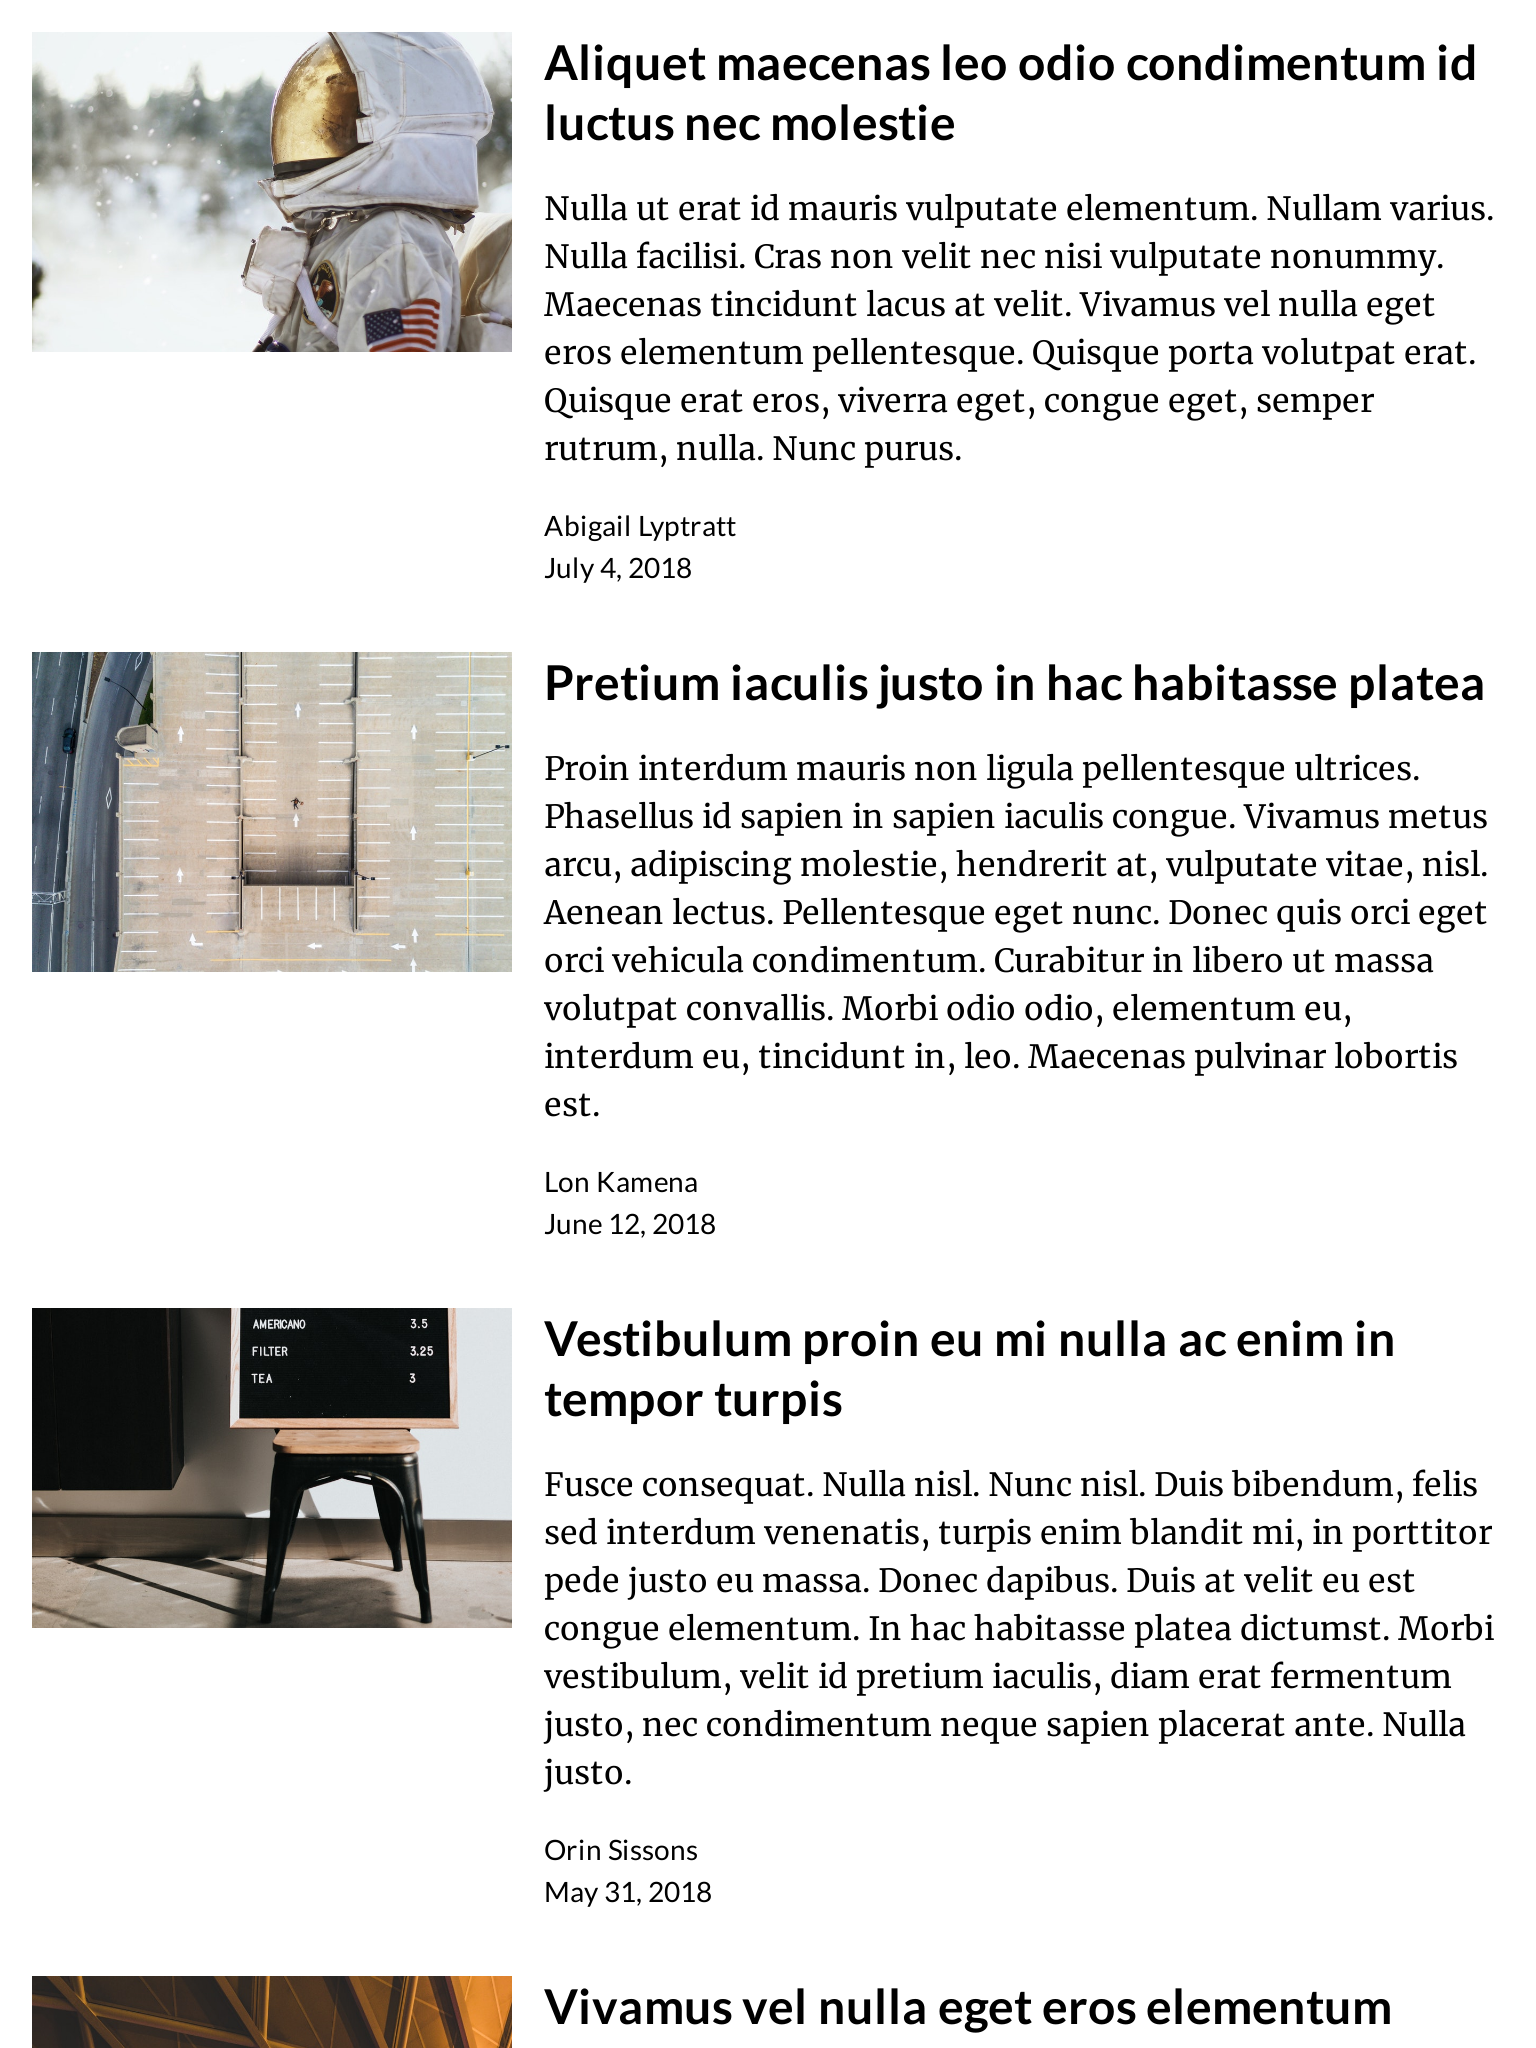 Aliquet maecenas leo odio condimentum id
luctus nec molestie
Nulla ut erat id mauris vulputate elementum. Nullam varius.
Nulla facilisi. Cras non velit nec nisi vulputate nonummy.
Maecenas tincidunt lacus at velit. Vivamus vel nulla eget
eros elementum pellentesque. Quisque porta volutpat erat.
Quisque erat eros, viverra eget, congue eget, semper
rutrum, nulla. Nunc purus.
Abigail Lyptratt
July 4, 2018
Pretium iaculis justo in hac habitasse platea
Proin interdum mauris non ligula pellentesque ultrices.
Phasellus id sapien in sapien iaculis congue. Vivamus metus
arcu, adipiscing molestie, hendrerit at, vulputate vitae, nisl.
Aenean lectus. Pellentesque eget nunc. Donec quis orci eget
orci vehicula condimentum. Curabitur in libero ut massa
volutpat convallis. Morbi odio odio, elementum eu,
interdum eu, tincidunt in, leo. Maecenas pulvinar lobortis
est.
Lon Kamena
June 12, 2018
AMERICANO 3.5
FILTER 3.25
TEA 3
Vestibulum proin eu mi nulla ac enim in
tempor turpis
Fusce consequat. Nulla nisl. Nunc nisl. Duis bibendum, felis
sed interdum venenatis, turpis enim blandit mi, in porttitor
pede justo eu massa. Donec dapibus. Duis at velit eu est
congue elementum. In hac habitasse platea dictumst. Morbi
vestibulum, velit id pretium iaculis, diam erat fermentum
justo, nec condimentum neque sapien placerat ante. Nulla
justo.
Orin Sissons
May 31, 2018
Vivamus vel nulla eget eros elementum